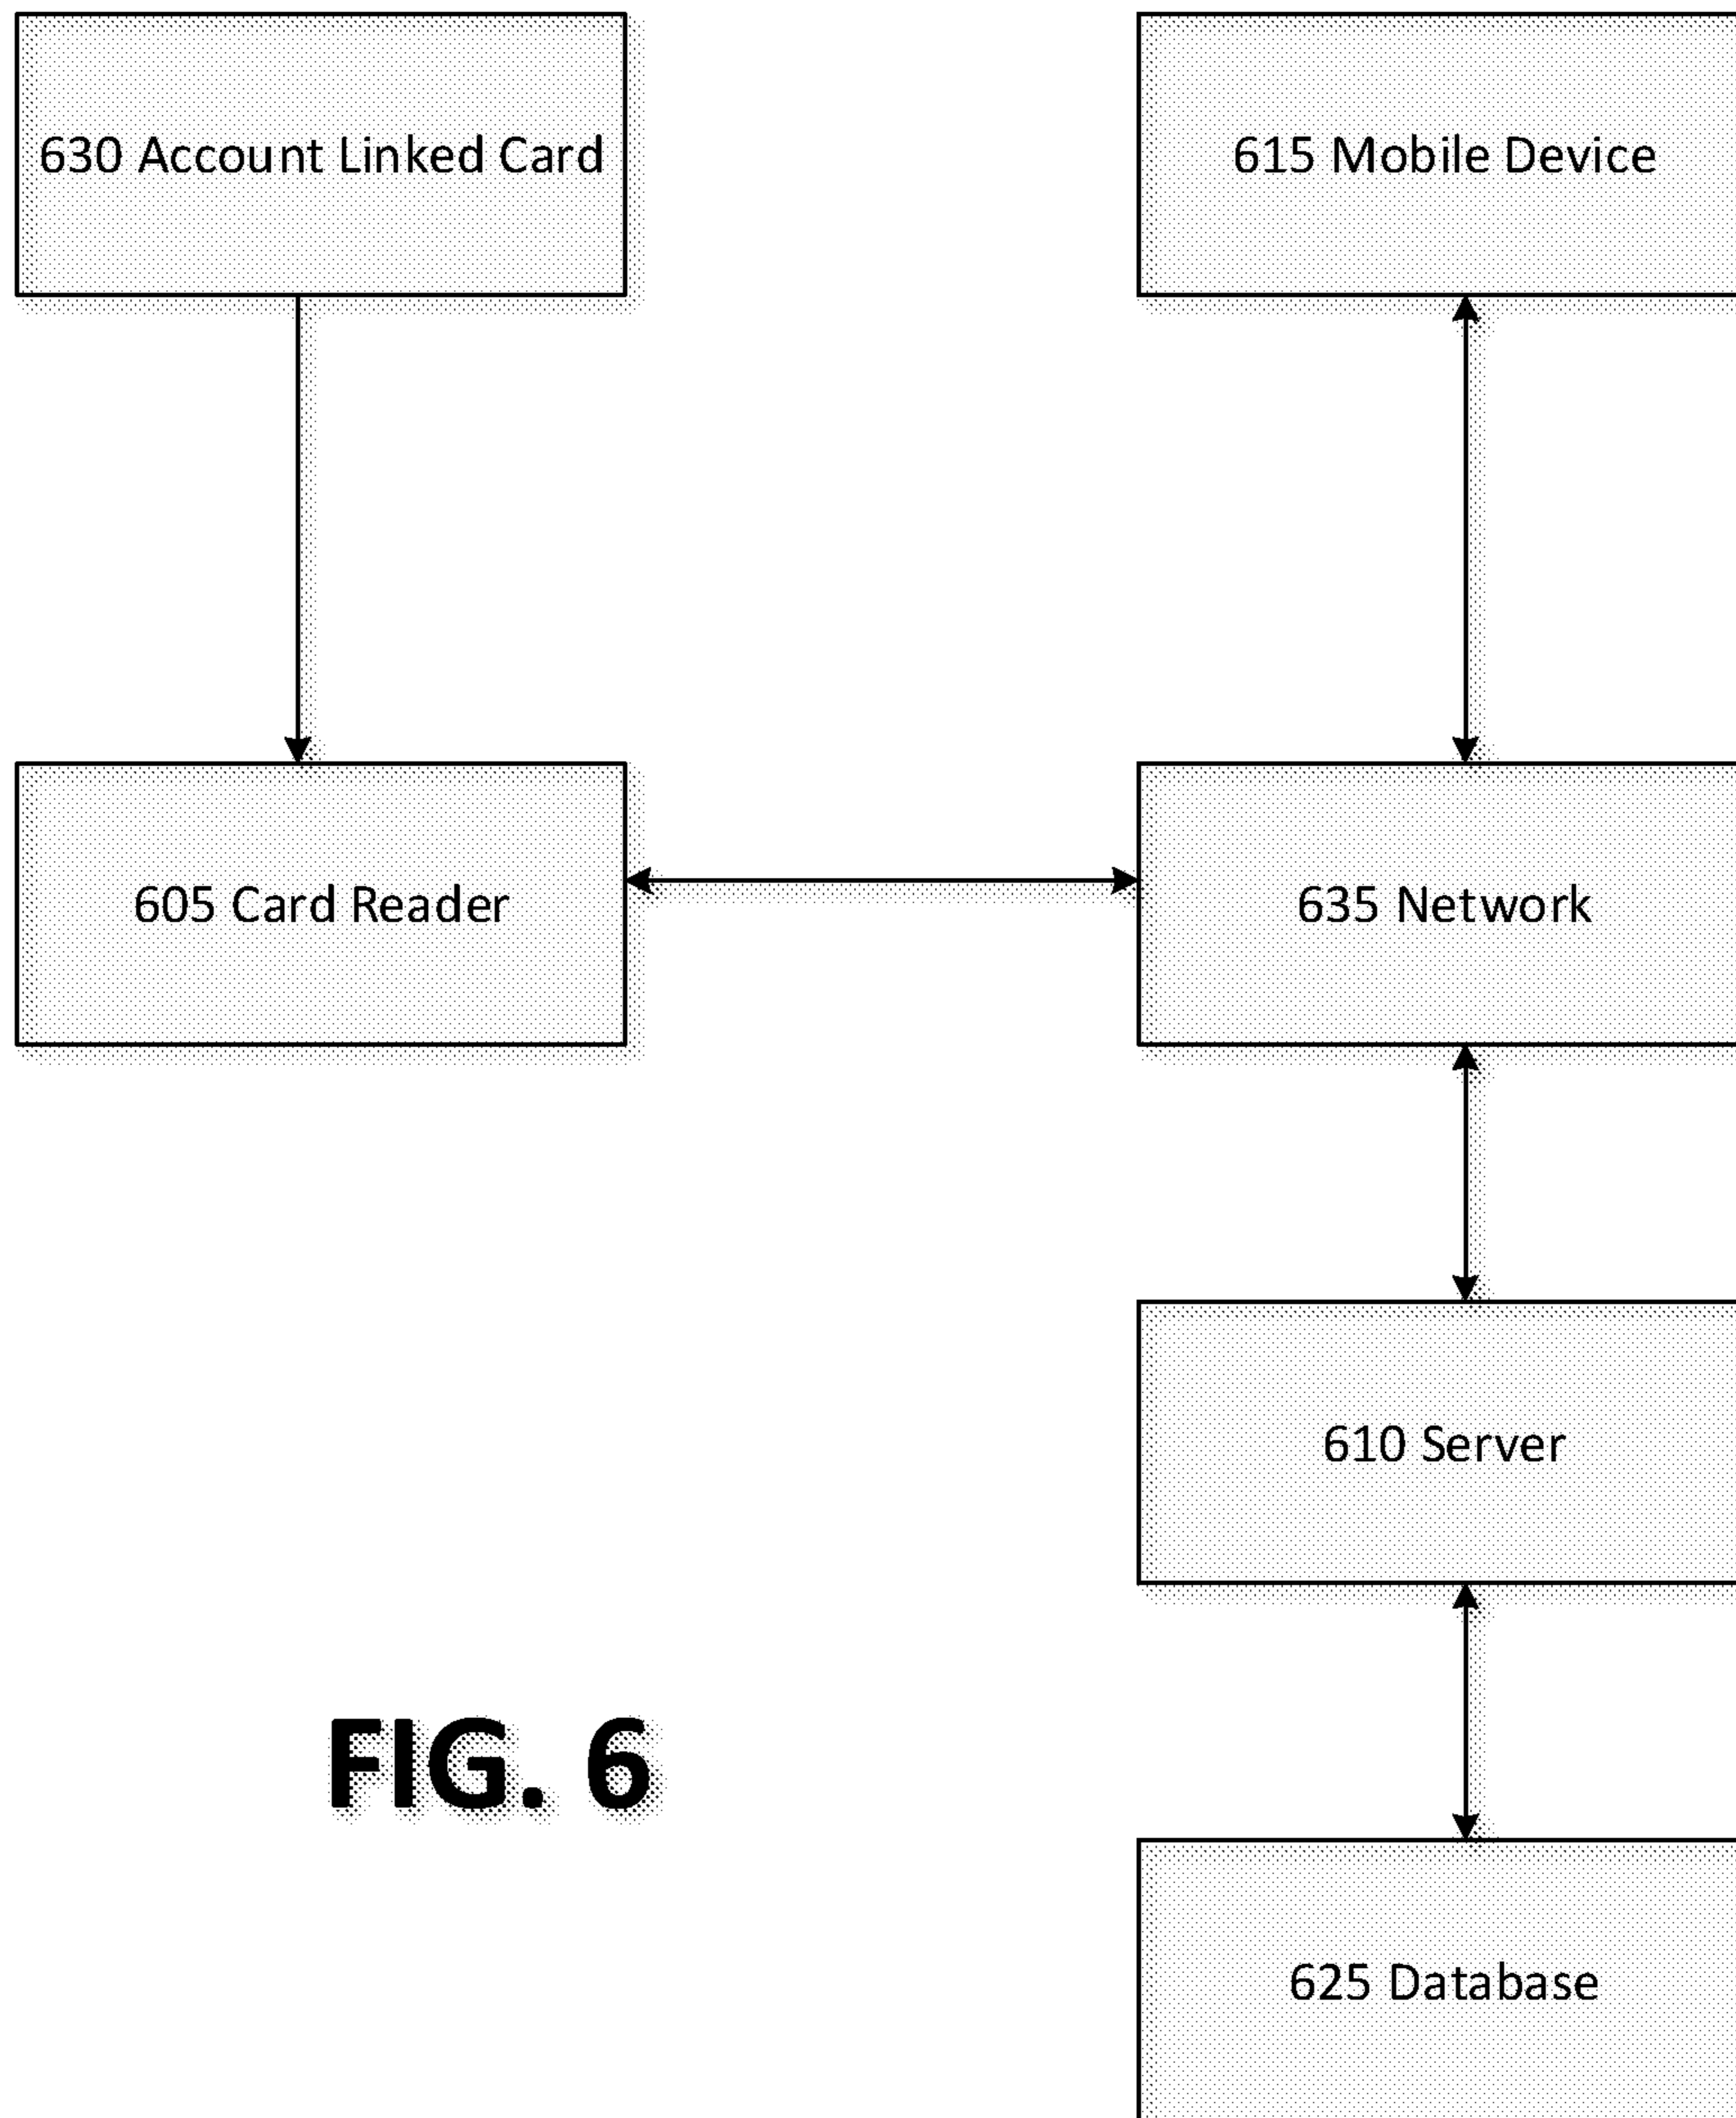 630 Account Linked Card
615 Mobile Device
605 Card Reader
635 Network
610 Server
FIG. 6
625 Database